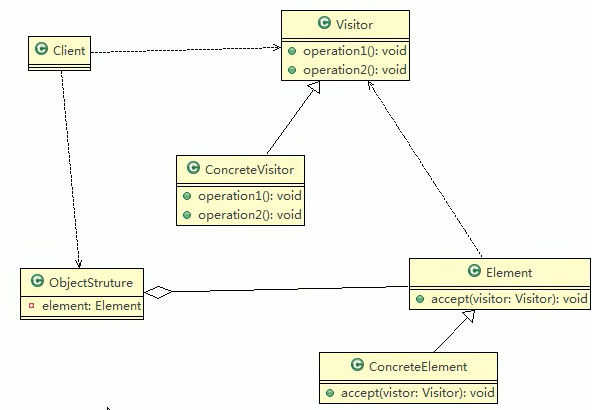 Client
Visitor
operation1(): void
operation2(): void
ConcreteVisitor
operation1(): void
operation2(): void
ObjectStruture
element: Element
Element
accept(visitor: Visitor): void
ConcreteElement
accept(vistor: Visitor): void